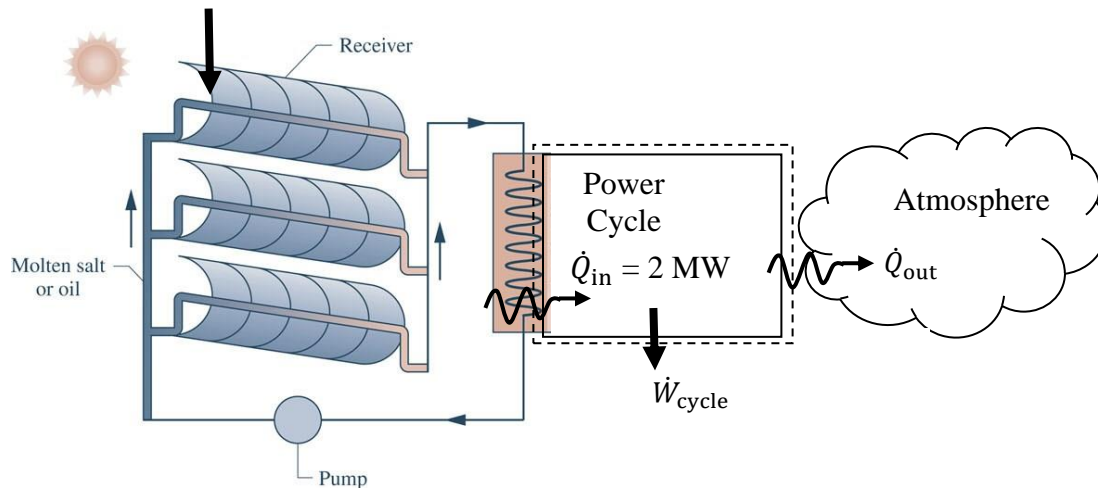 Receiver
Power
Cycle
Q̇in = 2 MW
Ẇcycle
Atmosphere
Q̇out
Molten salt
or oil
Pump